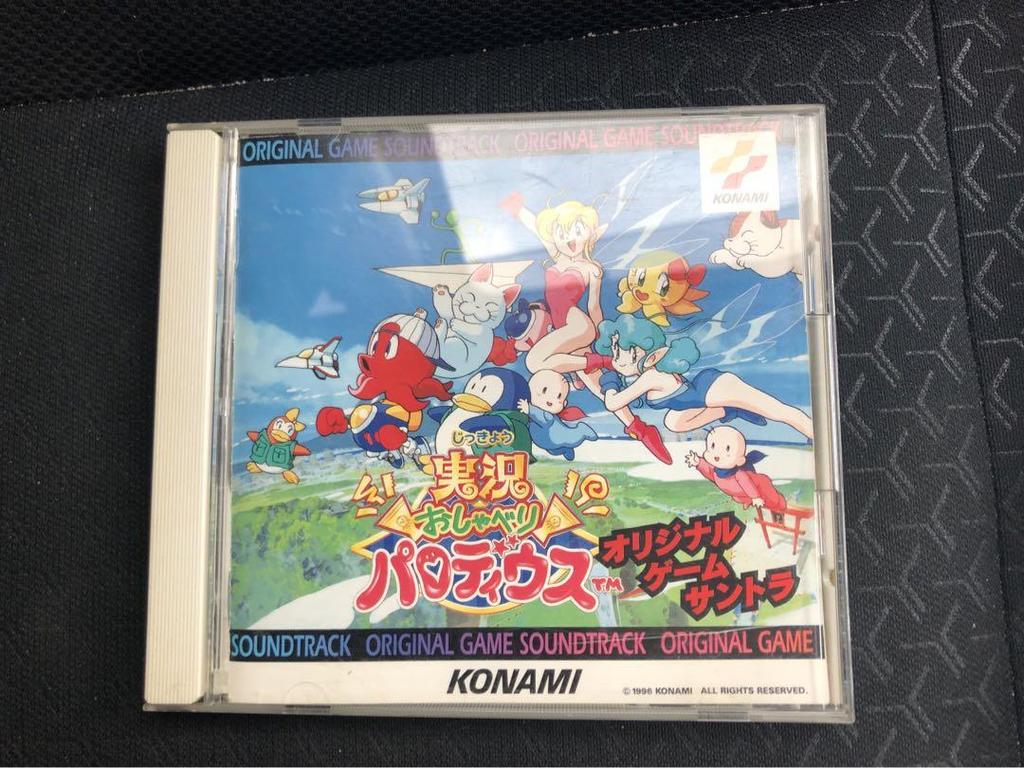 ORIGINAL GAME SOUNDTRACK ORIGINAL GAME SOUNDTRACK
KONAMI
じっきょう
実況
おしゃべり
パロディウス TM
オリジナル
ゲーム
サントラ
SOUNDTRACK ORIGINAL GAME SOUNDTRACK ORIGINAL GAME
KONAMI
© 1996 KONAMI ALL RIGHTS RESERVED.